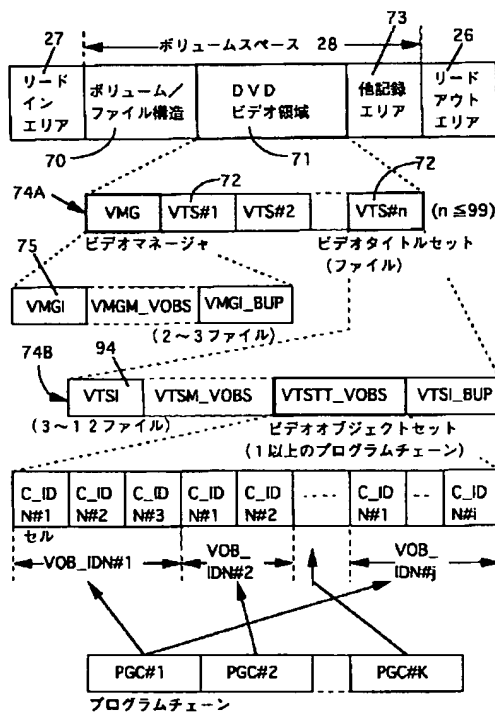 27
ボリュームスペース 28
73
26
リード
イン
エリア
ボリューム/
ファイル構造
DVD
ビデオ領域
他記録
エリア
リード
アウト
エリア
70
71
72
72
74A
VMG
VTS#1
VTS#2
VTS#n
(n≦99)
ビデオマネージャ
ビデオタイトルセット
(ファイル)
75
VMGI
VMGM_VOBS
VMGI_BUP
(2~3ファイル)
74B
94
VTSI
VTSM_VOBS
VTSTT_VOBS
VTSI_BUP
(3~12ファイル)
ビデオオブジェクトセット
(1以上のプログラムチェーン)
C_ID
N#1
C_ID
N#2
C_ID
N#3
C_ID
N#1
C_ID
N#2
C_ID
N#1
C_ID
N#i
セル
VOB_IDN#1
VOB_
IDN#2
VOB_
IDN#j
PGC#1
PGC#2
PGC#K
プログラムチェーン